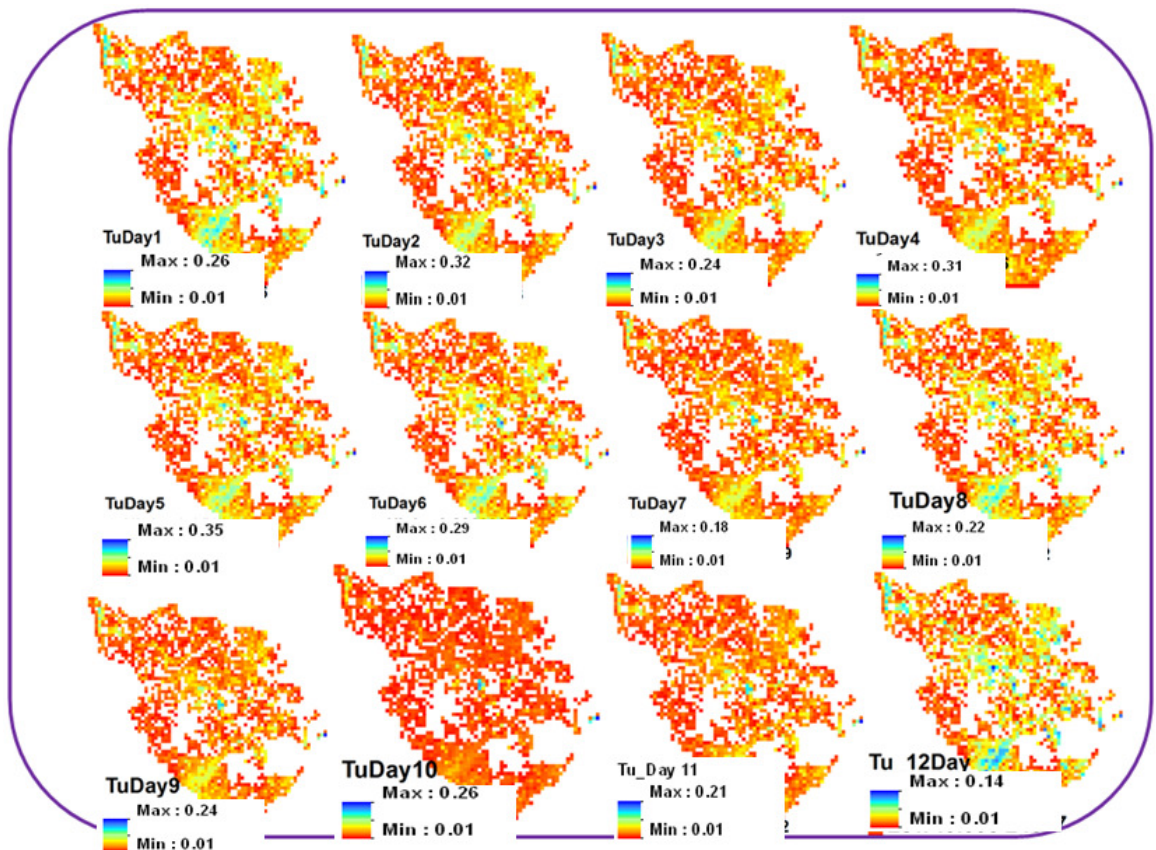 TuDay1
Max : 0.26
Min : 0.01
TuDay2
Max : 0.32
Min : 0.01
TuDay3
Max : 0.24
Min : 0.01
TuDay4
Max : 0.31
Min : 0.01
TuDay5
Max : 0.35
Min : 0.01
TuDay6
Max : 0.29
Min : 0.01
TuDay7
Max : 0.18
Min : 0.01
TuDay8
Max : 0.22
Min : 0.01
TuDay9
Max : 0.24
Min : 0.01
TuDay10
Max : 0.26
Min : 0.01
Tu_Day 11
Max : 0.21
Min : 0.01
Tu_12Day
Max : 0.14
Min : 0.01